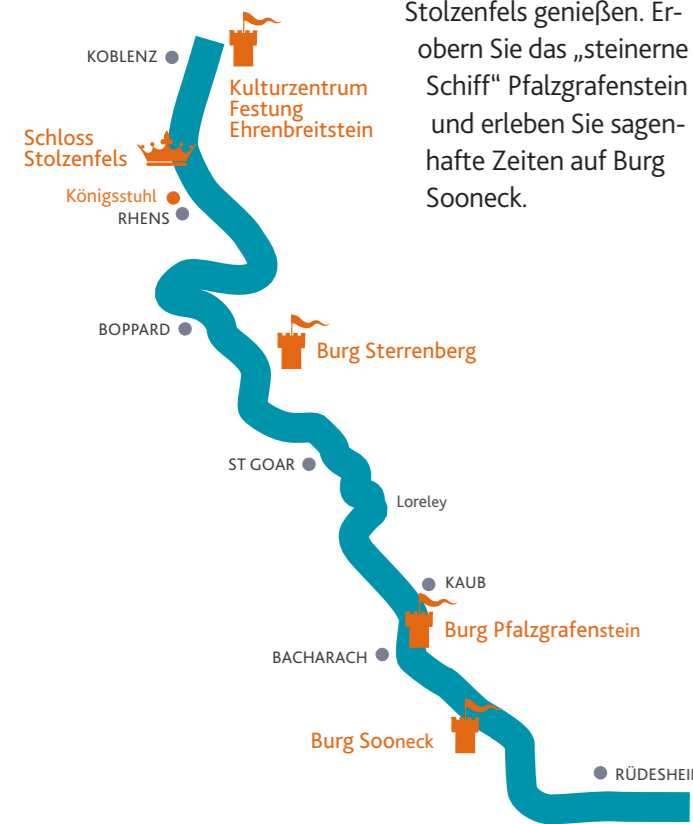 Stolzenfels genießen. Er-
obern Sie das „steinerne
Schiff“ Pfalzgrafenstein
und erleben Sie sagen-
hafte Zeiten auf Burg
Sooneck.
KOBLENZ
Kulturzentrum
Festung
Ehrenbreitstein
Schloss
Stolzenfels
Königsstuhl
RHENS
BOPPARD
Burg Sterrenberg
ST GOAR
Loreley
KAUB
Burg Pfalzgrafenstein
BACHARACH
Burg Sooneck